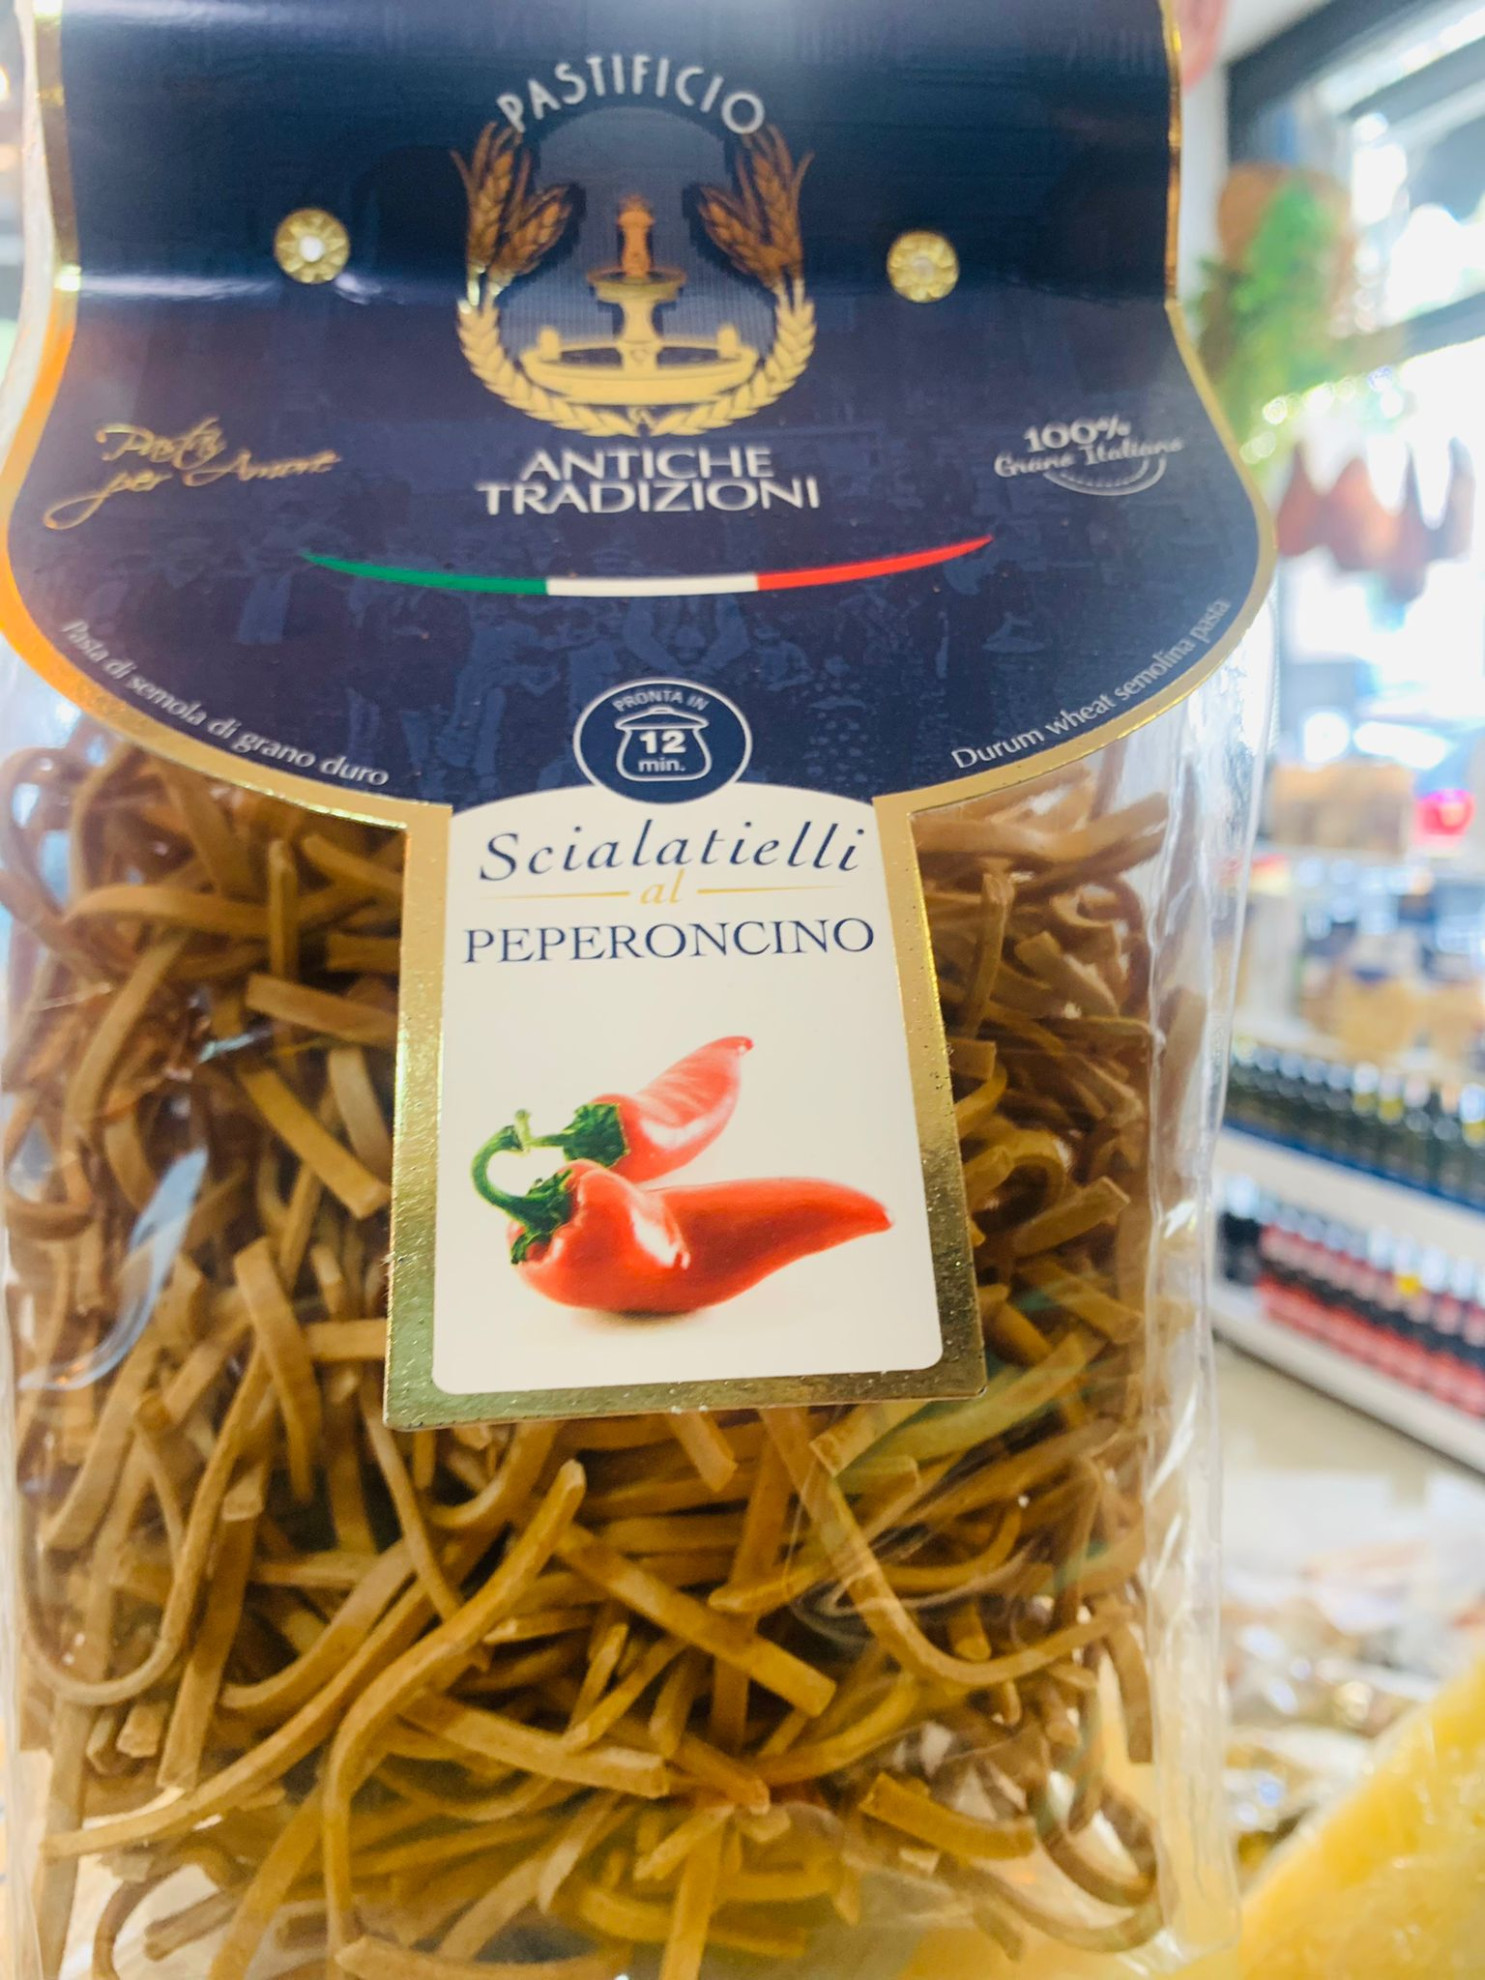 PASTIFICIO
Pasta
per Amore
100%
Grano Italiano
ANTICHE
TRADIZIONI
Pasta di semola di grano duro
Durum wheat semolina pasta
PRONTA IN
12
min.
Scialatielli
al
PEPERONCINO